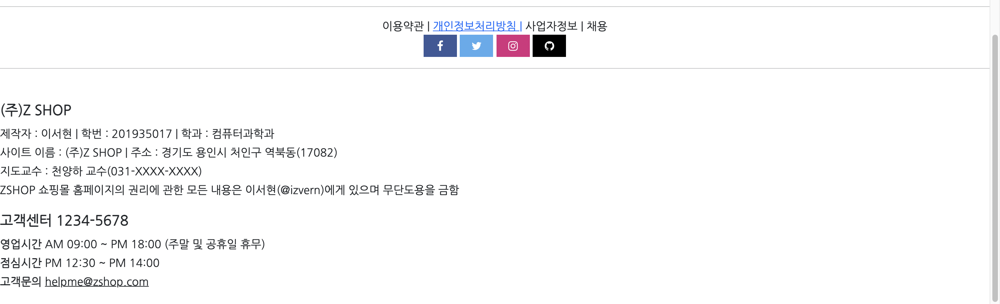 이용약관 | 개인정보처리방침 | 사업자정보 | 채용
(주)Z SHOP
제작자 : 이서현 | 학번 : 201935017 | 학과 : 컴퓨터과학과
사이트 이름 : (주)Z SHOP | 주소 : 경기도 용인시 처인구 역북동(17082)
지도교수 : 천양하 교수(031-XXXX-XXXX)
ZSHOP 쇼핑몰 홈페이지의 권리에 관한 모든 내용은 이서현(@izvern)에게 있으며 무단도용을 금함
고객센터 1234-5678
영업시간 AM 09:00 ~ PM 18:00 (주말 및 공휴일 휴무)
점심시간 PM 12:30 ~ PM 14:00
고객문의 helpme@zshop.com